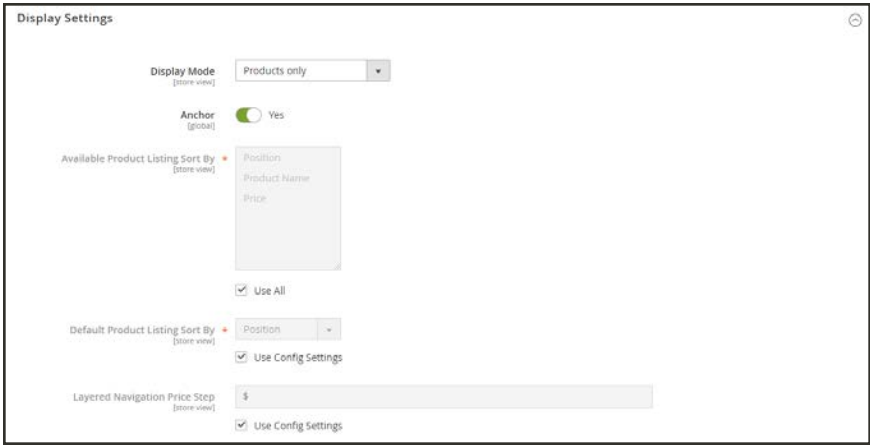 Display Settings
Display Mode
[store view]
Products only
Anchor
[global]
Yes
Available Product Listing Sort By *
[store view]
Position
Product Name
Price
Use All
Default Product Listing Sort By *
[store view]
Position
Use Config Settings
Layered Navigation Price Step
[store view]
$
Use Config Settings